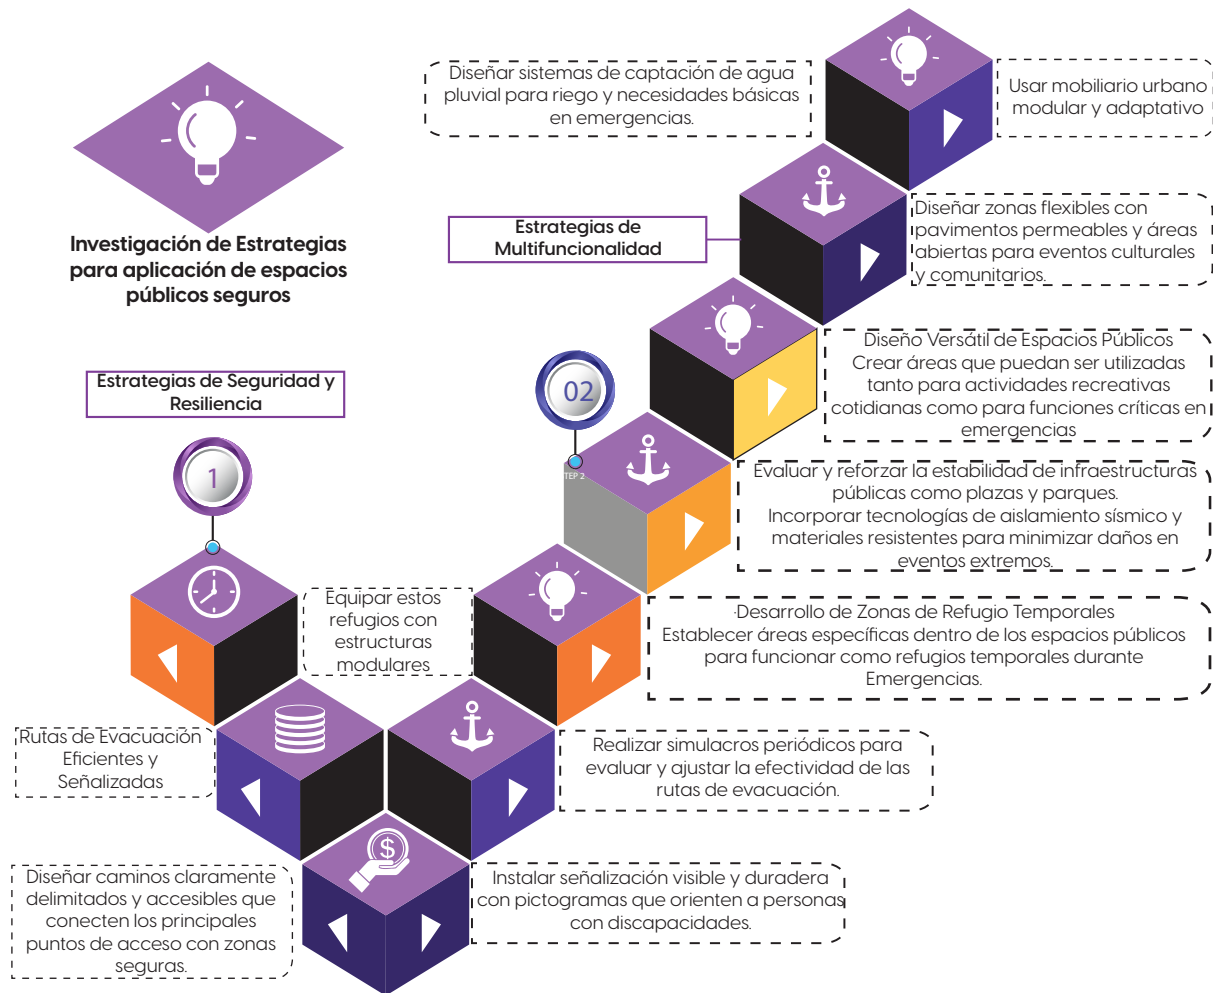 Investigación de Estrategias
para aplicación de espacios
públicos seguros
Estrategias de Seguridad y
Resiliencia
1
Rutas de Evacuación
Eficientes y
Señalizadas
Diseñar caminos claramente
delimitados y accesibles que
conecten los principales
puntos de acceso con zonas
seguras.
$
Instalar señalización visible y duradera
con pictogramas que orienten a personas
con discapacidades.
Realizar simulacros periódicos para
evaluar y ajustar la efectividad de las
rutas de evacuación.
Equipar estos
refugios con
estructuras
modulares
·Desarrollo de Zonas de Refugio Temporales
Establecer áreas específicas dentro de los espacios públicos
para funcionar como refugios temporales durante
Emergencias.
02
TEP 2
Evaluar y reforzar la estabilidad de infraestructuras
públicas como plazas y parques.
Incorporar tecnologías de aislamiento sísmico y
materiales resistentes para minimizar daños en
eventos extremos.
Diseño Versátil de Espacios Públicos
Crear áreas que puedan ser utilizadas
tanto para actividades recreativas
cotidianas como para funciones críticas en
emergencias
Estrategias de
Multifuncionalidad
Diseñar zonas flexibles con
pavimentos permeables y áreas
abiertas para eventos culturales
y comunitarios.
Diseñar sistemas de captación de agua
pluvial para riego y necesidades básicas
en emergencias.
Usar mobiliario urbano
modular y adaptativo